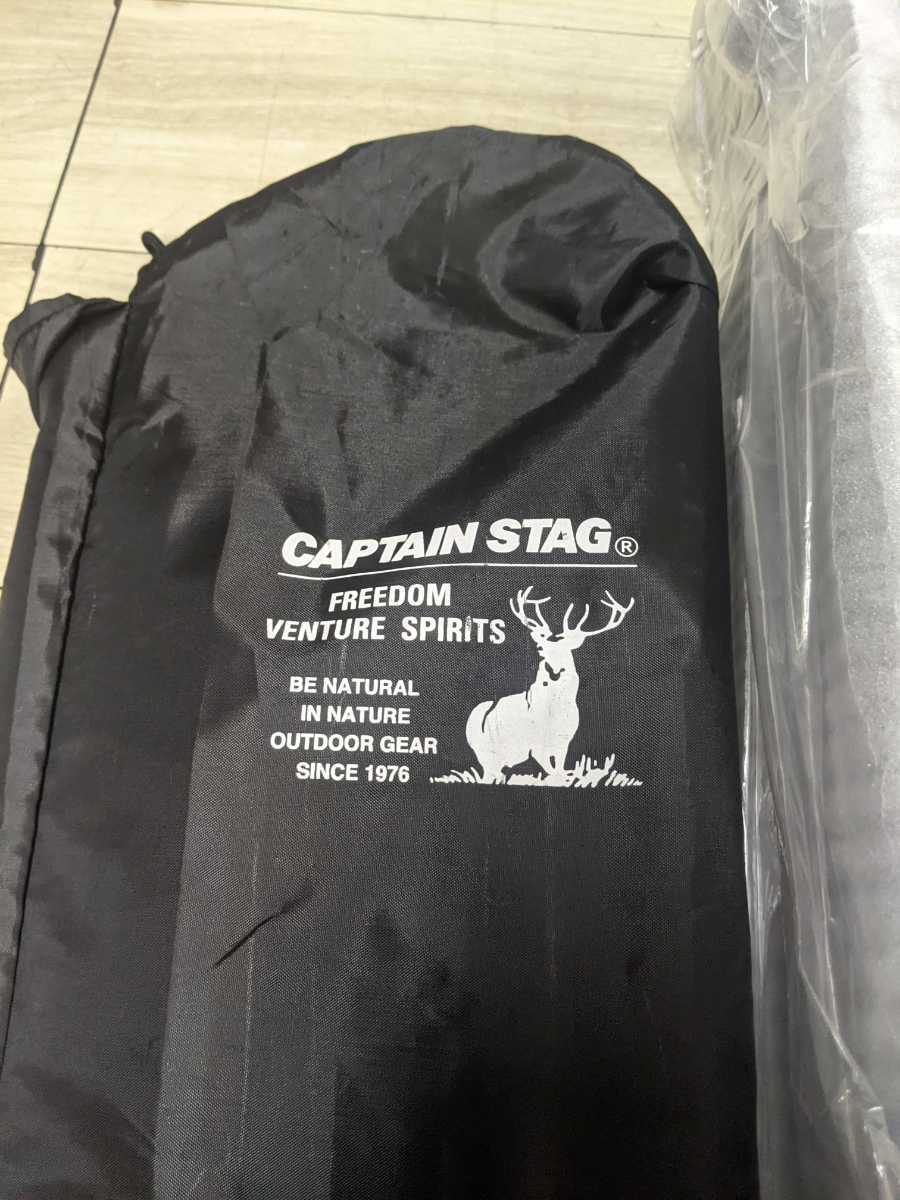 CAPTAIN STAG®
FREEDOM
VENTURE SPIRITS
BE NATURAL
IN NATURE
OUTDOOR GEAR
SINCE 1976